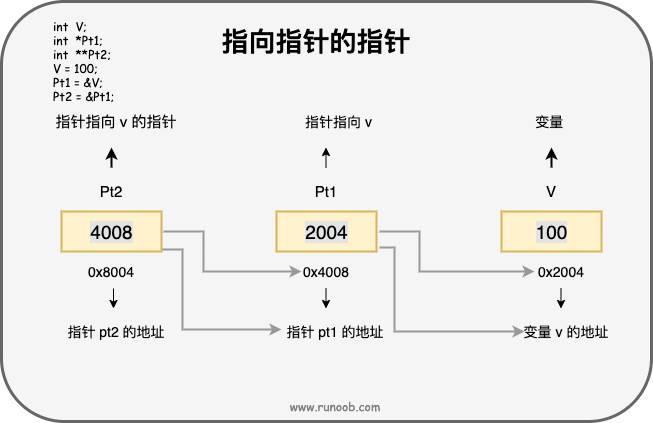 int  V;
int  *Pt1;
int  **Pt2;
V = 100;
Pt1 = &V;
Pt2 = &Pt1;
指向指针的指针
指针指向 v 的指针
指针指向 v
变量
Pt2
Pt1
V
4008
2004
100
0x8004
0x4008
0x2004
指针 pt2 的地址
指针 pt1 的地址
变量 v 的地址
www.runoob.com